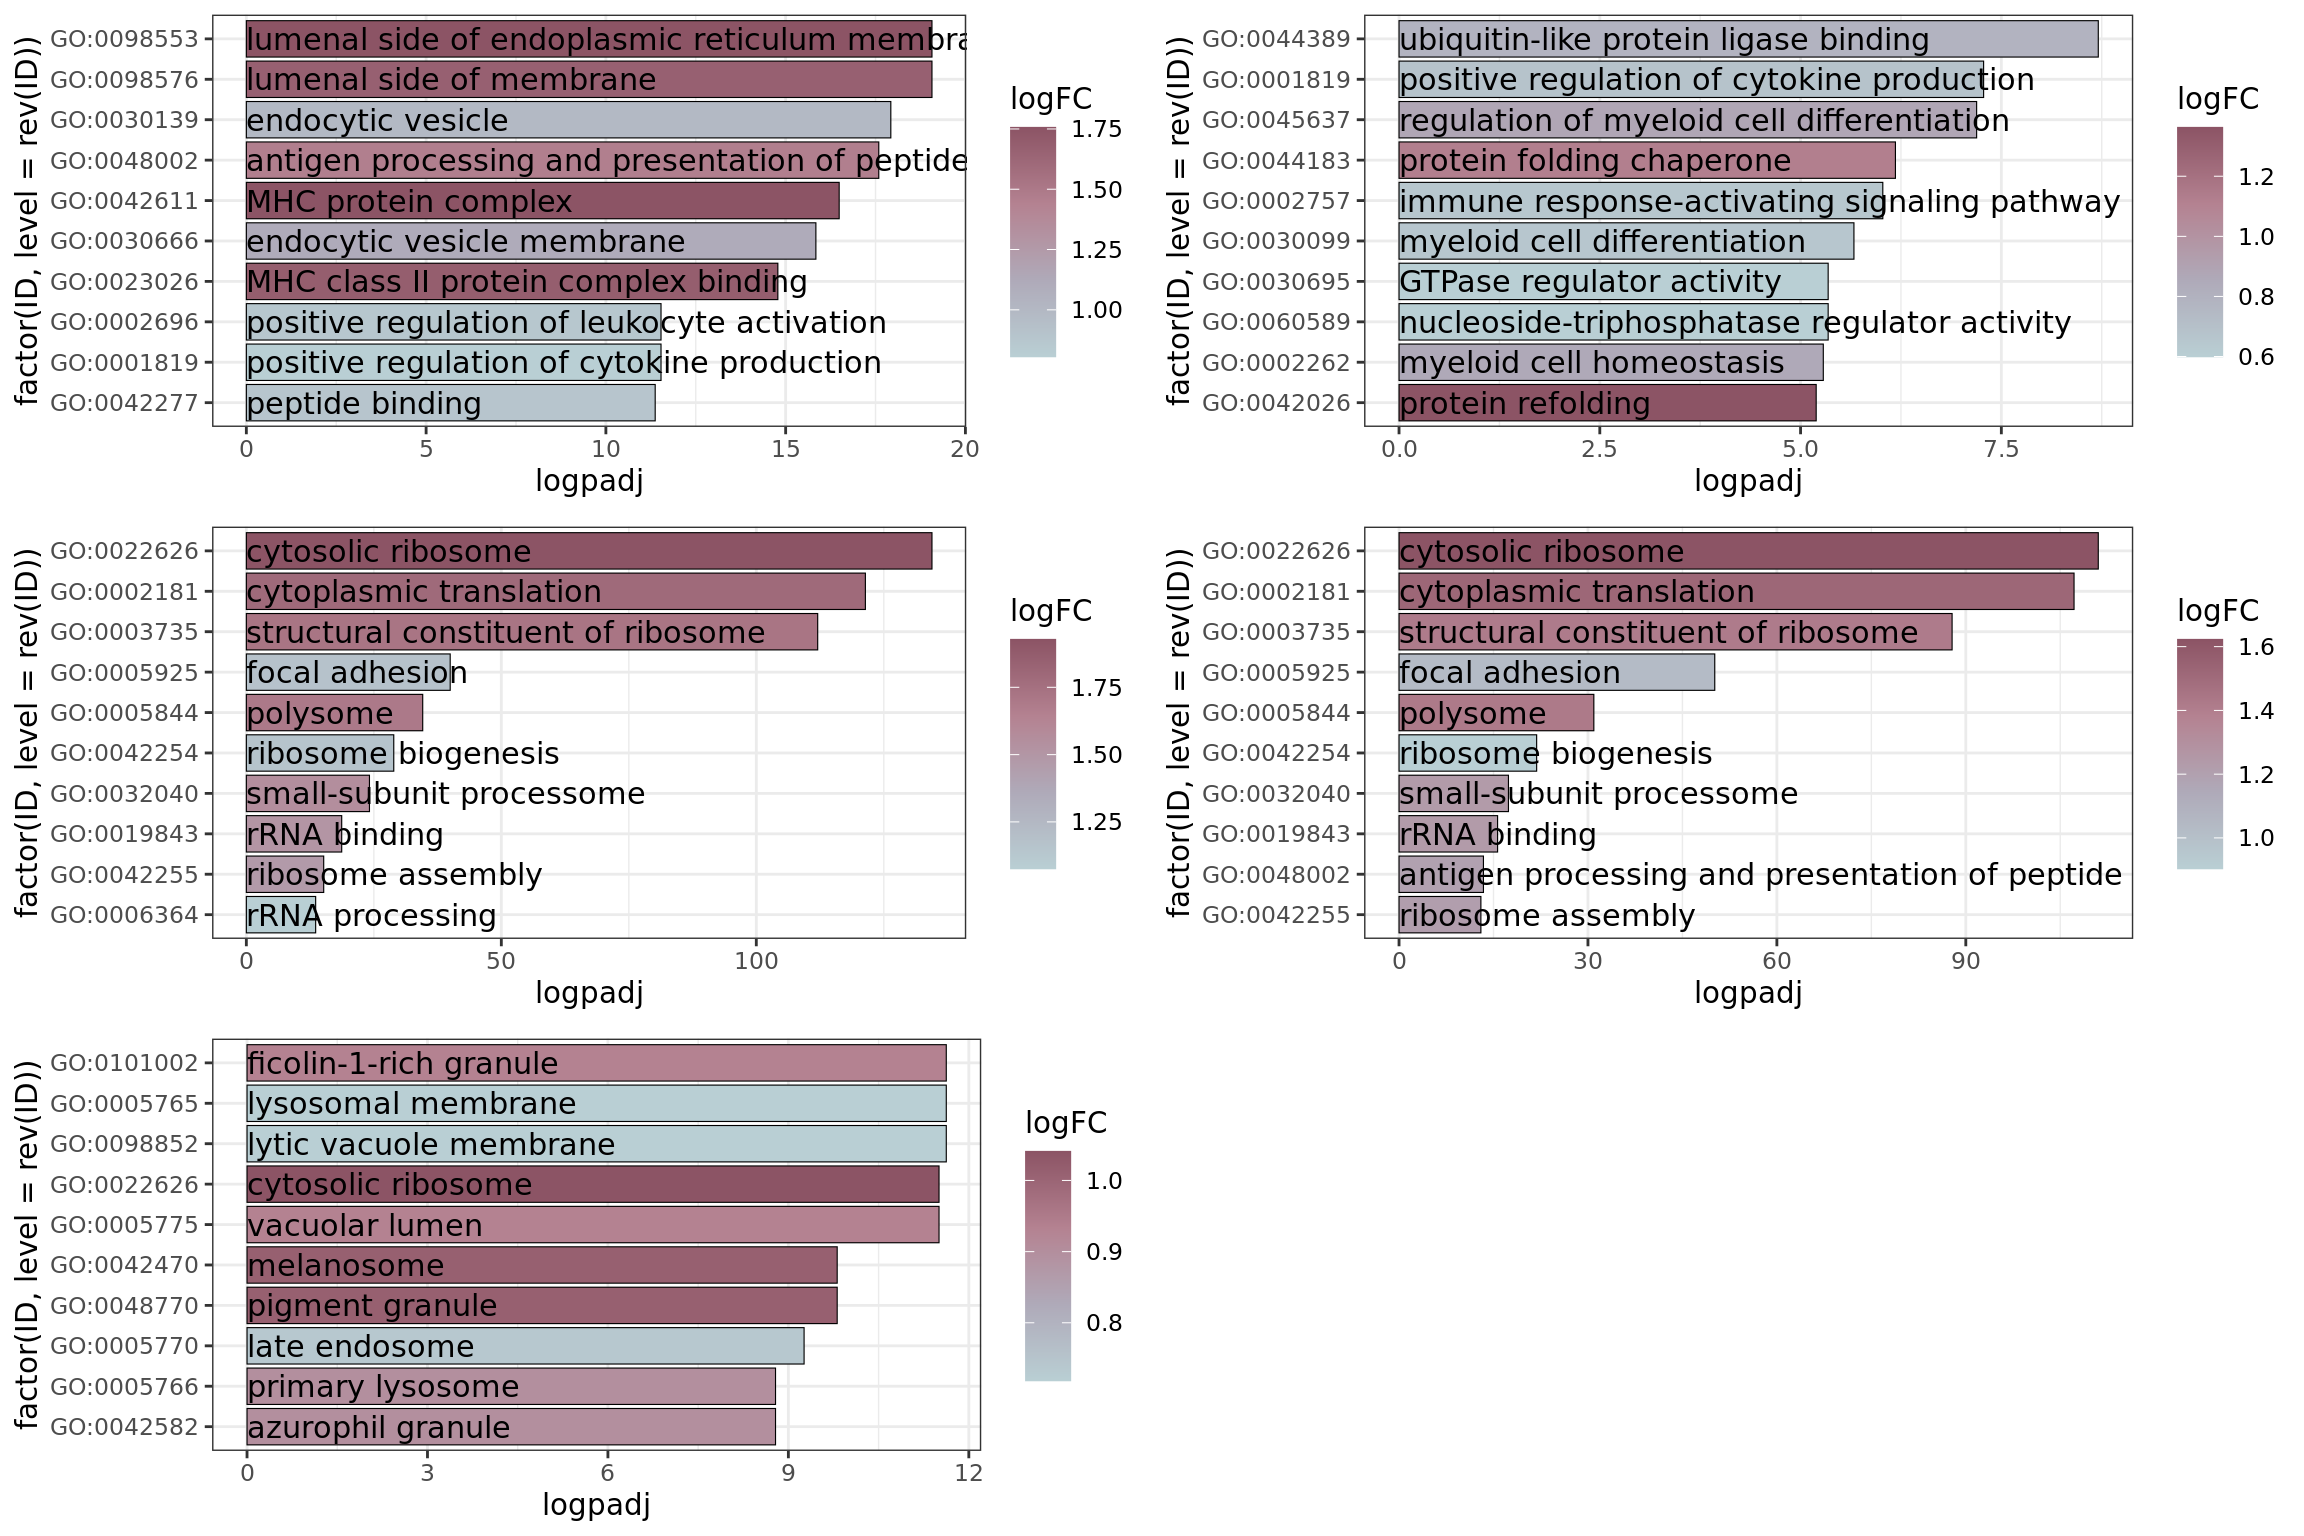 factor(ID, level = rev(ID))
GO:0098553 lumenal side of endoplasmic reticulum membra
GO:0098576 lumenal side of membrane
GO:0030139 endocytic vesicle
GO:0048002 antigen processing and presentation of peptide
GO:0042611 MHC protein complex
GO:0030666 endocytic vesicle membrane
GO:0023026 MHC class II protein complex binding
GO:0002696 positive regulation of leukocyte activation
GO:0001819 positive regulation of cytokine production
GO:0042277 peptide binding
0 5 10 15 20
logpadj
logFC
1.75
1.50
1.25
1.00
factor(ID, level = rev(ID))
GO:0044389 ubiquitin-like protein ligase binding
GO:0001819 positive regulation of cytokine production
GO:0045637 regulation of myeloid cell differentiation
GO:0044183 protein folding chaperone
GO:0002757 immune response-activating signaling pathway
GO:0030099 myeloid cell differentiation
GO:0030695 GTPase regulator activity
GO:0060589 nucleoside-triphosphatase regulator activity
GO:0002262 myeloid cell homeostasis
GO:0042026 protein refolding
0.0 2.5 5.0 7.5
logpadj
logFC
1.2
1.0
0.8
0.6
factor(ID, level = rev(ID))
GO:0022626 cytosolic ribosome
GO:0002181 cytoplasmic translation
GO:0003735 structural constituent of ribosome
GO:0005925 focal adhesion
GO:0005844 polysome
GO:0042254 ribosome biogenesis
GO:0032040 small-subunit processome
GO:0019843 rRNA binding
GO:0042255 ribosome assembly
GO:0006364 rRNA processing
0 50 100
logpadj
logFC
1.75
1.50
1.25
factor(ID, level = rev(ID))
GO:0022626 cytosolic ribosome
GO:0002181 cytoplasmic translation
GO:0003735 structural constituent of ribosome
GO:0005925 focal adhesion
GO:0005844 polysome
GO:0042254 ribosome biogenesis
GO:0032040 small-subunit processome
GO:0019843 rRNA binding
GO:0048002 antigen processing and presentation of peptide
GO:0042255 ribosome assembly
0 30 60 90
logpadj
logFC
1.6
1.4
1.2
1.0
factor(ID, level = rev(ID))
GO:0101002 ficolin-1-rich granule
GO:0005765 lysosomal membrane
GO:0098852 lytic vacuole membrane
GO:0022626 cytosolic ribosome
GO:0005775 vacuolar lumen
GO:0042470 melanosome
GO:0048770 pigment granule
GO:0005770 late endosome
GO:0005766 primary lysosome
GO:0042582 azurophil granule
0 3 6 9 12
logpadj
logFC
1.0
0.9
0.8